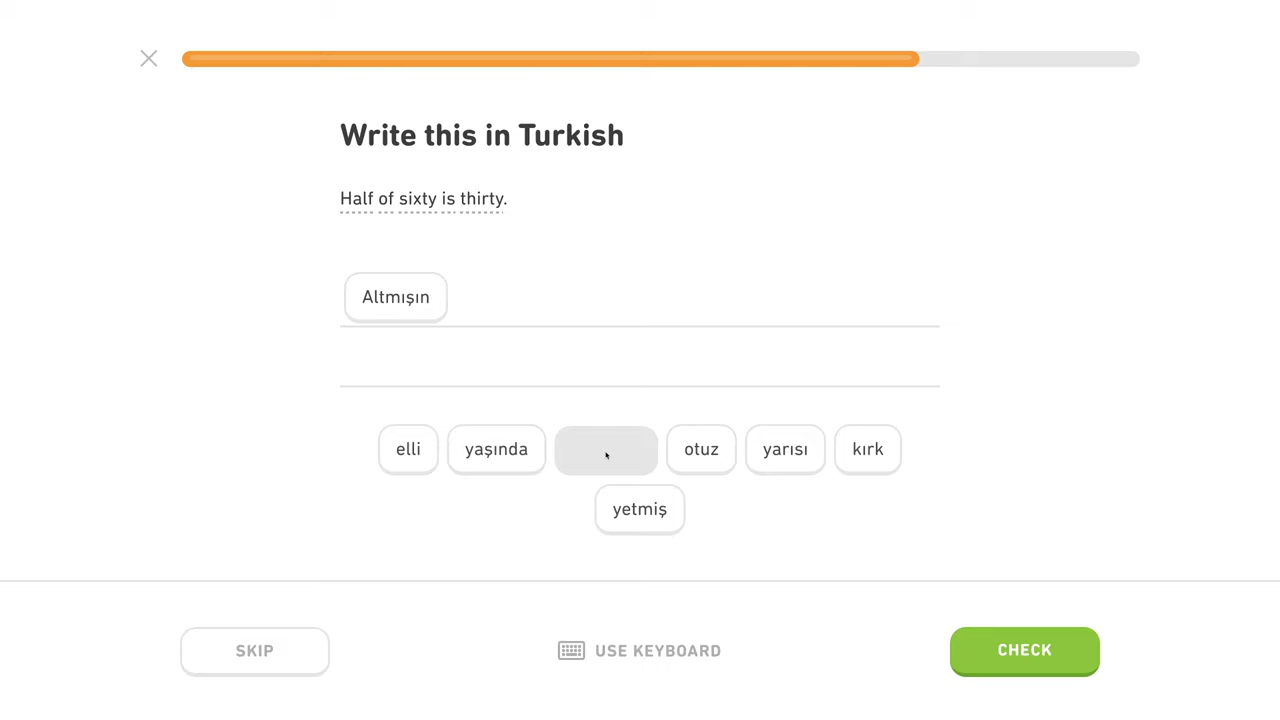 Write this in Turkish
Half of sixty is thirty.
Altmışın
elli yaşında otuz yarısı kırk
yetmiş
SKIP USE KEYBOARD CHECK